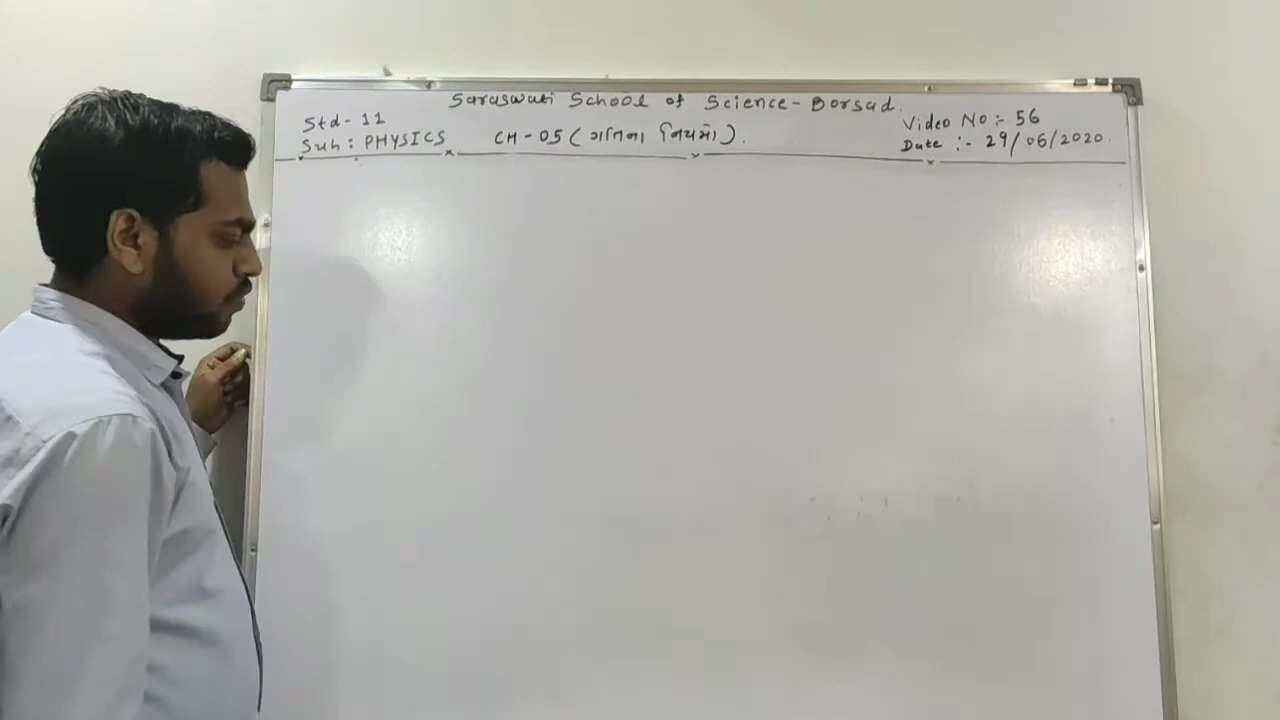 Saraswati School of Science - Borsad.
Std - 11
Sub : PHYSICS
CH - 05 ( ગતિના નિયમો ).
Video No :- 56
Date :- 29/06/2020.